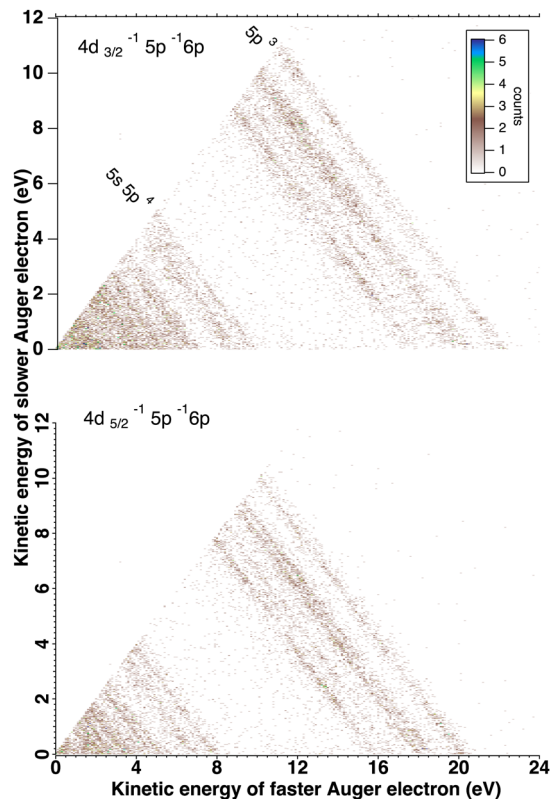 4d 3/2 -1 5p -1 6p
5p 3
5s 5p 4
12
10
8
6
4
2
0
6
5
4
3
2
1
0
counts
Kinetic energy of slower Auger electron (eV)
4d 5/2 -1 5p -1 6p
12
10
8
6
4
2
0
0 4 8 12 16 20 24
Kinetic energy of faster Auger electron (eV)